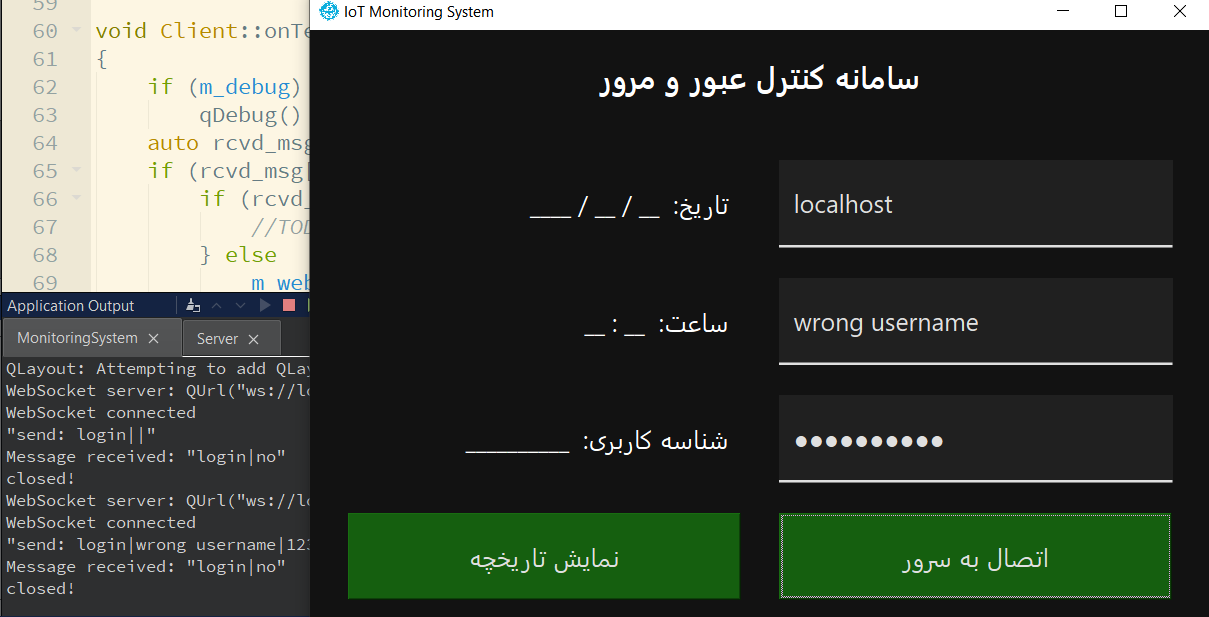 59
60 void Client::onTe
61 {
62 if (m_debug)
63 qDebug()
64 auto rcvd_msg
65 if (rcvd_msg[
66 if (rcvd_
67 //TOD
68 } else
69 m_web
Application Output
MonitoringSystem
Server
QLayout: Attempting to add QLay
WebSocket server: QUrl("ws://lo
WebSocket connected
"send: login||"
Message received: "login|no"
closed!
WebSocket server: QUrl("ws://lo
WebSocket connected
"send: login|wrong username|123
Message received: "login|no"
closed!
IoT Monitoring System
سامانه کنترل عبور و مرور
localhost
تاریخ: __ / __ / ____
wrong username
ساعت: __ : __
●●●●●●●●●●
شناسه کاربری: __________
اتصال به سرور
نمایش تاریخچه